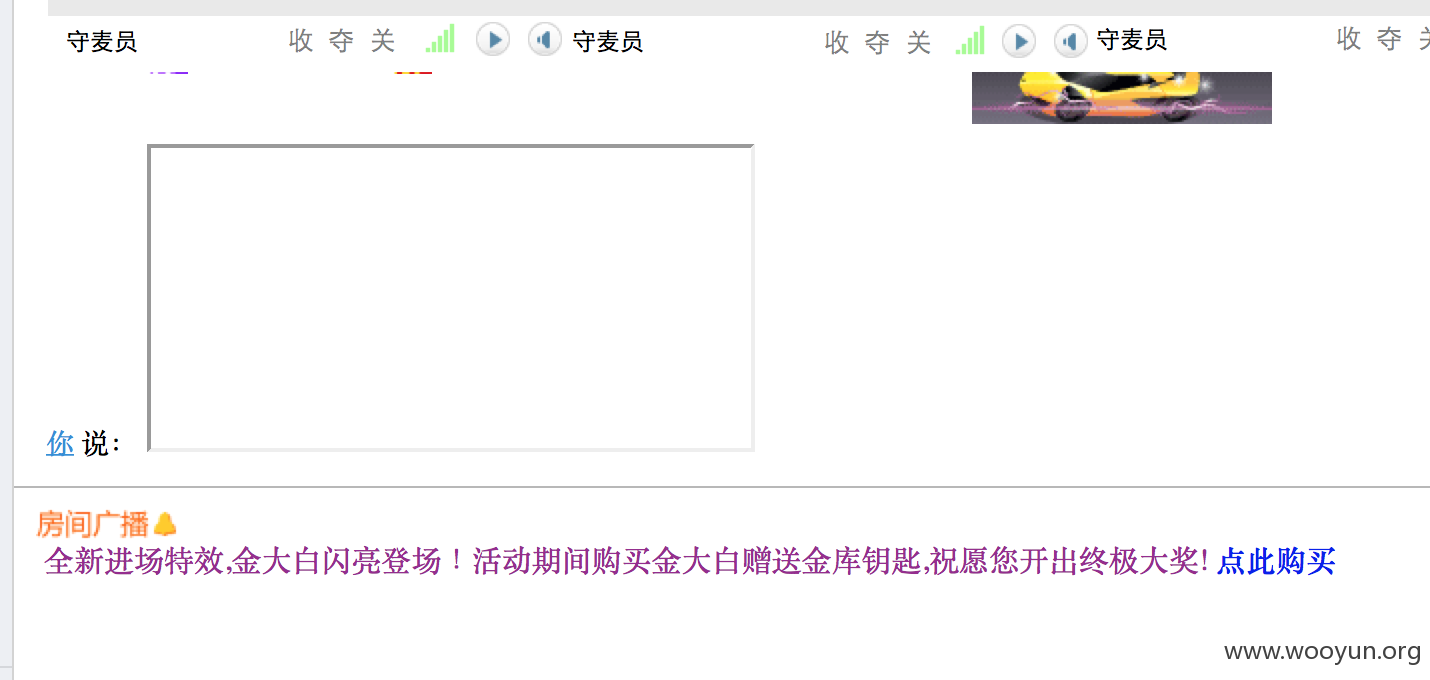 守麦员 收 夺 关 守麦员 收 夺 关 守麦员 收 夺
你 说：
房间广播
全新进场特效,金大白闪亮登场！活动期间购买金大白赠送金库钥匙,祝愿您开出终极大奖! 点此购买
www.wooyun.org